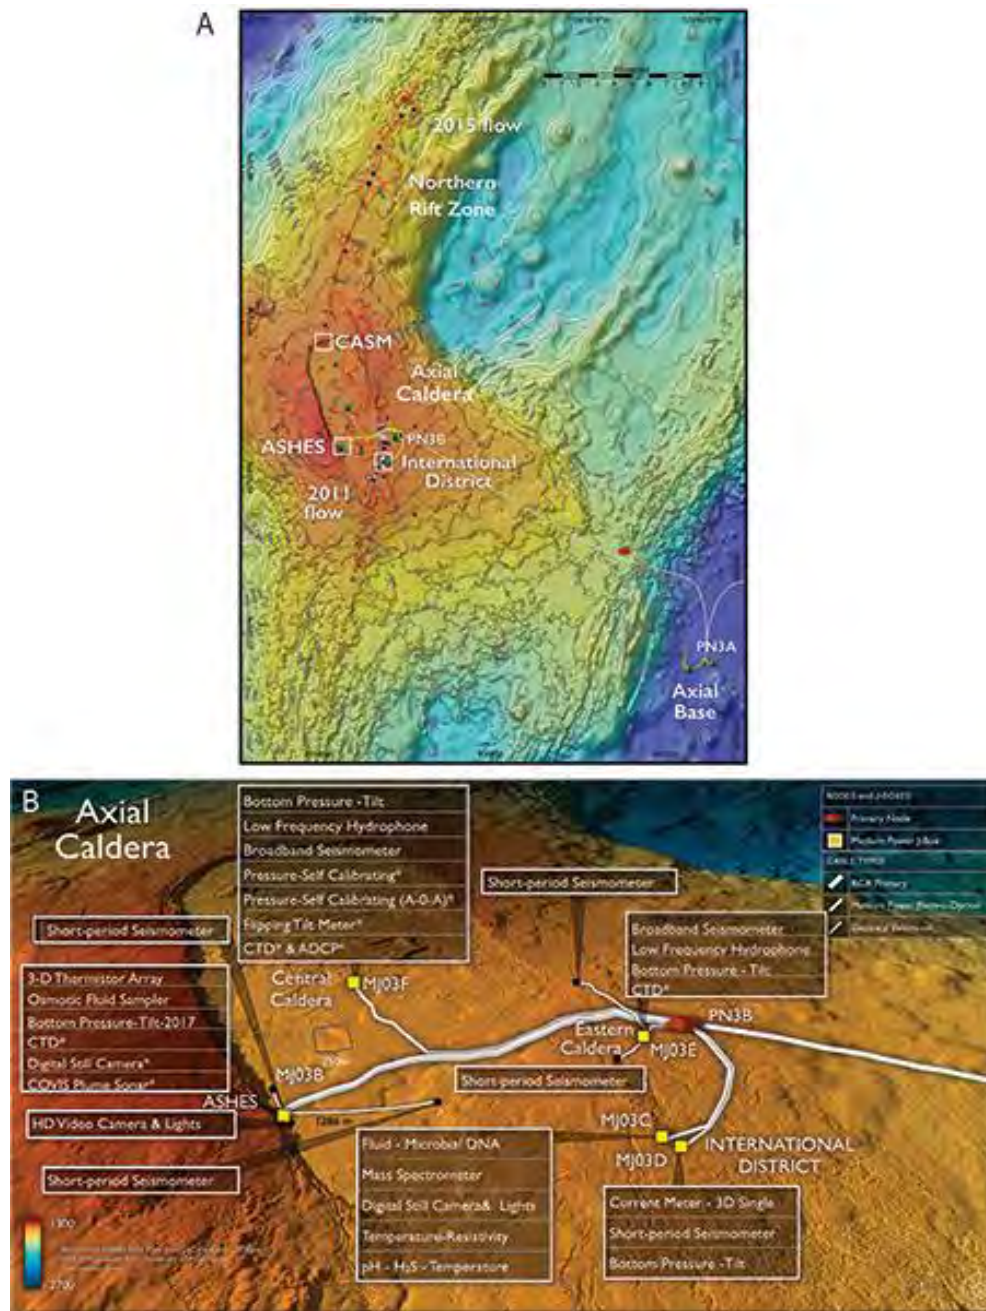 A
2015 flow
Northern
Rift Zone
CASM
Axial
Caldera
ASHES
PN3B
International
District
2011
flow
PN3A
Axial
Base
B
Axial
Caldera
Bottom Pressure -Tilt
Low Frequency Hydrophone
Broadband Seismometer
Pressure-Self Calibrating*
Pressure-Self Calibrating (A-0-A)*
Flipping Tilt Meter*
CTD* & ADCP*
Short-period Seismometer
Primary Node
Medium Power J-Box
CABLE TYPES
RCA Primary
Short-period Seismometer
Broadband Seismometer
Low Frequency Hydrophone
Bottom Pressure - Tilt
CTD*
3-D Thermistor Array
Osmotic Fluid Sampler
Bottom Pressure-Tilt-2017
CTD*
Digital Still Camera*
COVIS Plume Sonar*
Central
Caldera
MJ03F
PN3B
Eastern
Caldera
MJ03E
MJ03B
ASHES
Short-period Seismometer
HD Video Camera & Lights
MJ03C
MJ03D
INTERNATIONAL
DISTRICT
Short-period Seismometer
Fluid - Microbial DNA
Mass Spectrometer
Digital Still Camera& Lights
Temperature-Resistivity
pH - H₂S - Temperature
Current Meter - 3D Single
Short-period Seismometer
Bottom Pressure -Tilt
1300
2700